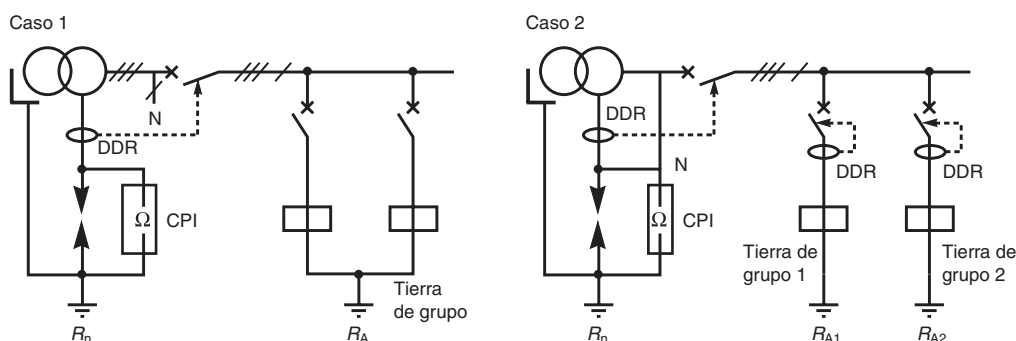 Caso 1
N
DDR
Ω
CPI
Tierra
de grupo
Rn
RA
Caso 2
DDR
N
Ω
CPI
DDR
DDR
Tierra de
grupo 1
Tierra de
grupo 2
Rn
RA1
RA2